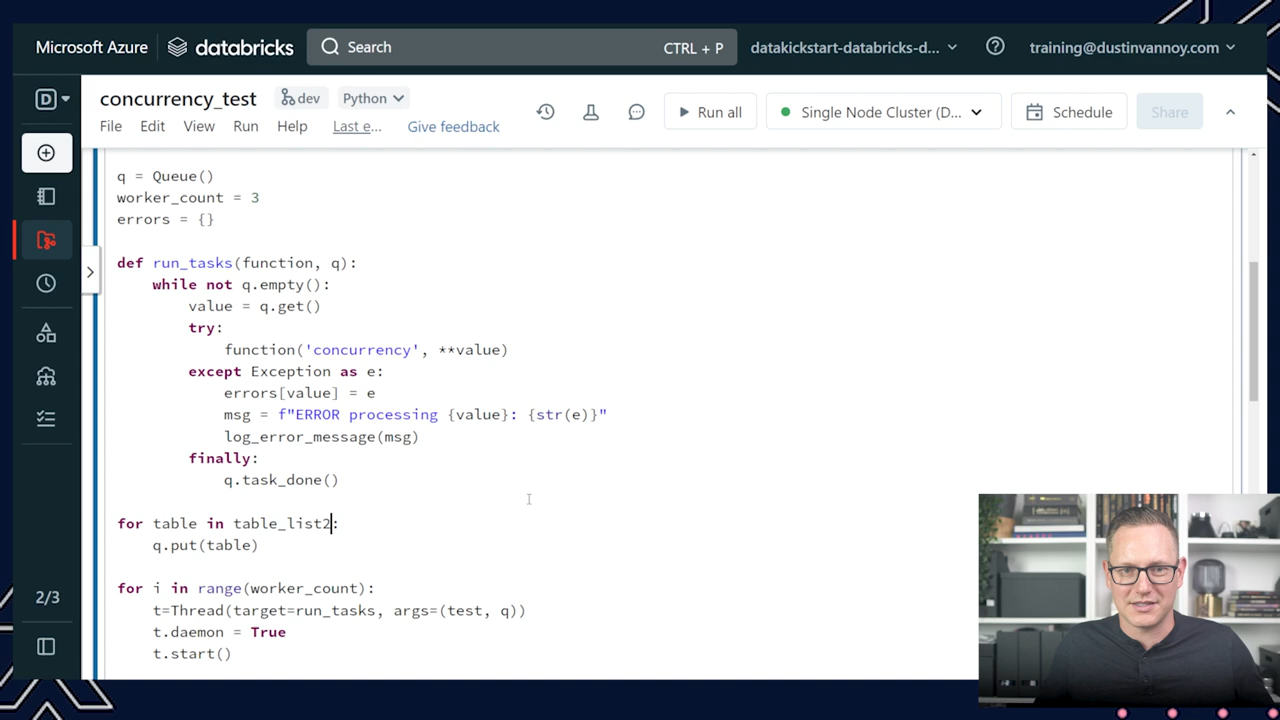 Microsoft Azure databricks Search CTRL + P datakickstart-databricks-d... training@dustinvannoy.com
D concurrency_test dev Python Run all Single Node Cluster (D... Schedule Share
File Edit View Run Help Last e... Give feedback
q = Queue()
worker_count = 3
errors = {}
def run_tasks(function, q):
while not q.empty():
value = q.get()
try:
function('concurrency', **value)
except Exception as e:
errors[value] = e
msg = f"ERROR processing {value}: {str(e)}"
log_error_message(msg)
finally:
q.task_done()
for table in table_list2:
q.put(table)
for i in range(worker_count):
t=Thread(target=run_tasks, args=(test, q))
t.daemon = True
t.start()
2/3